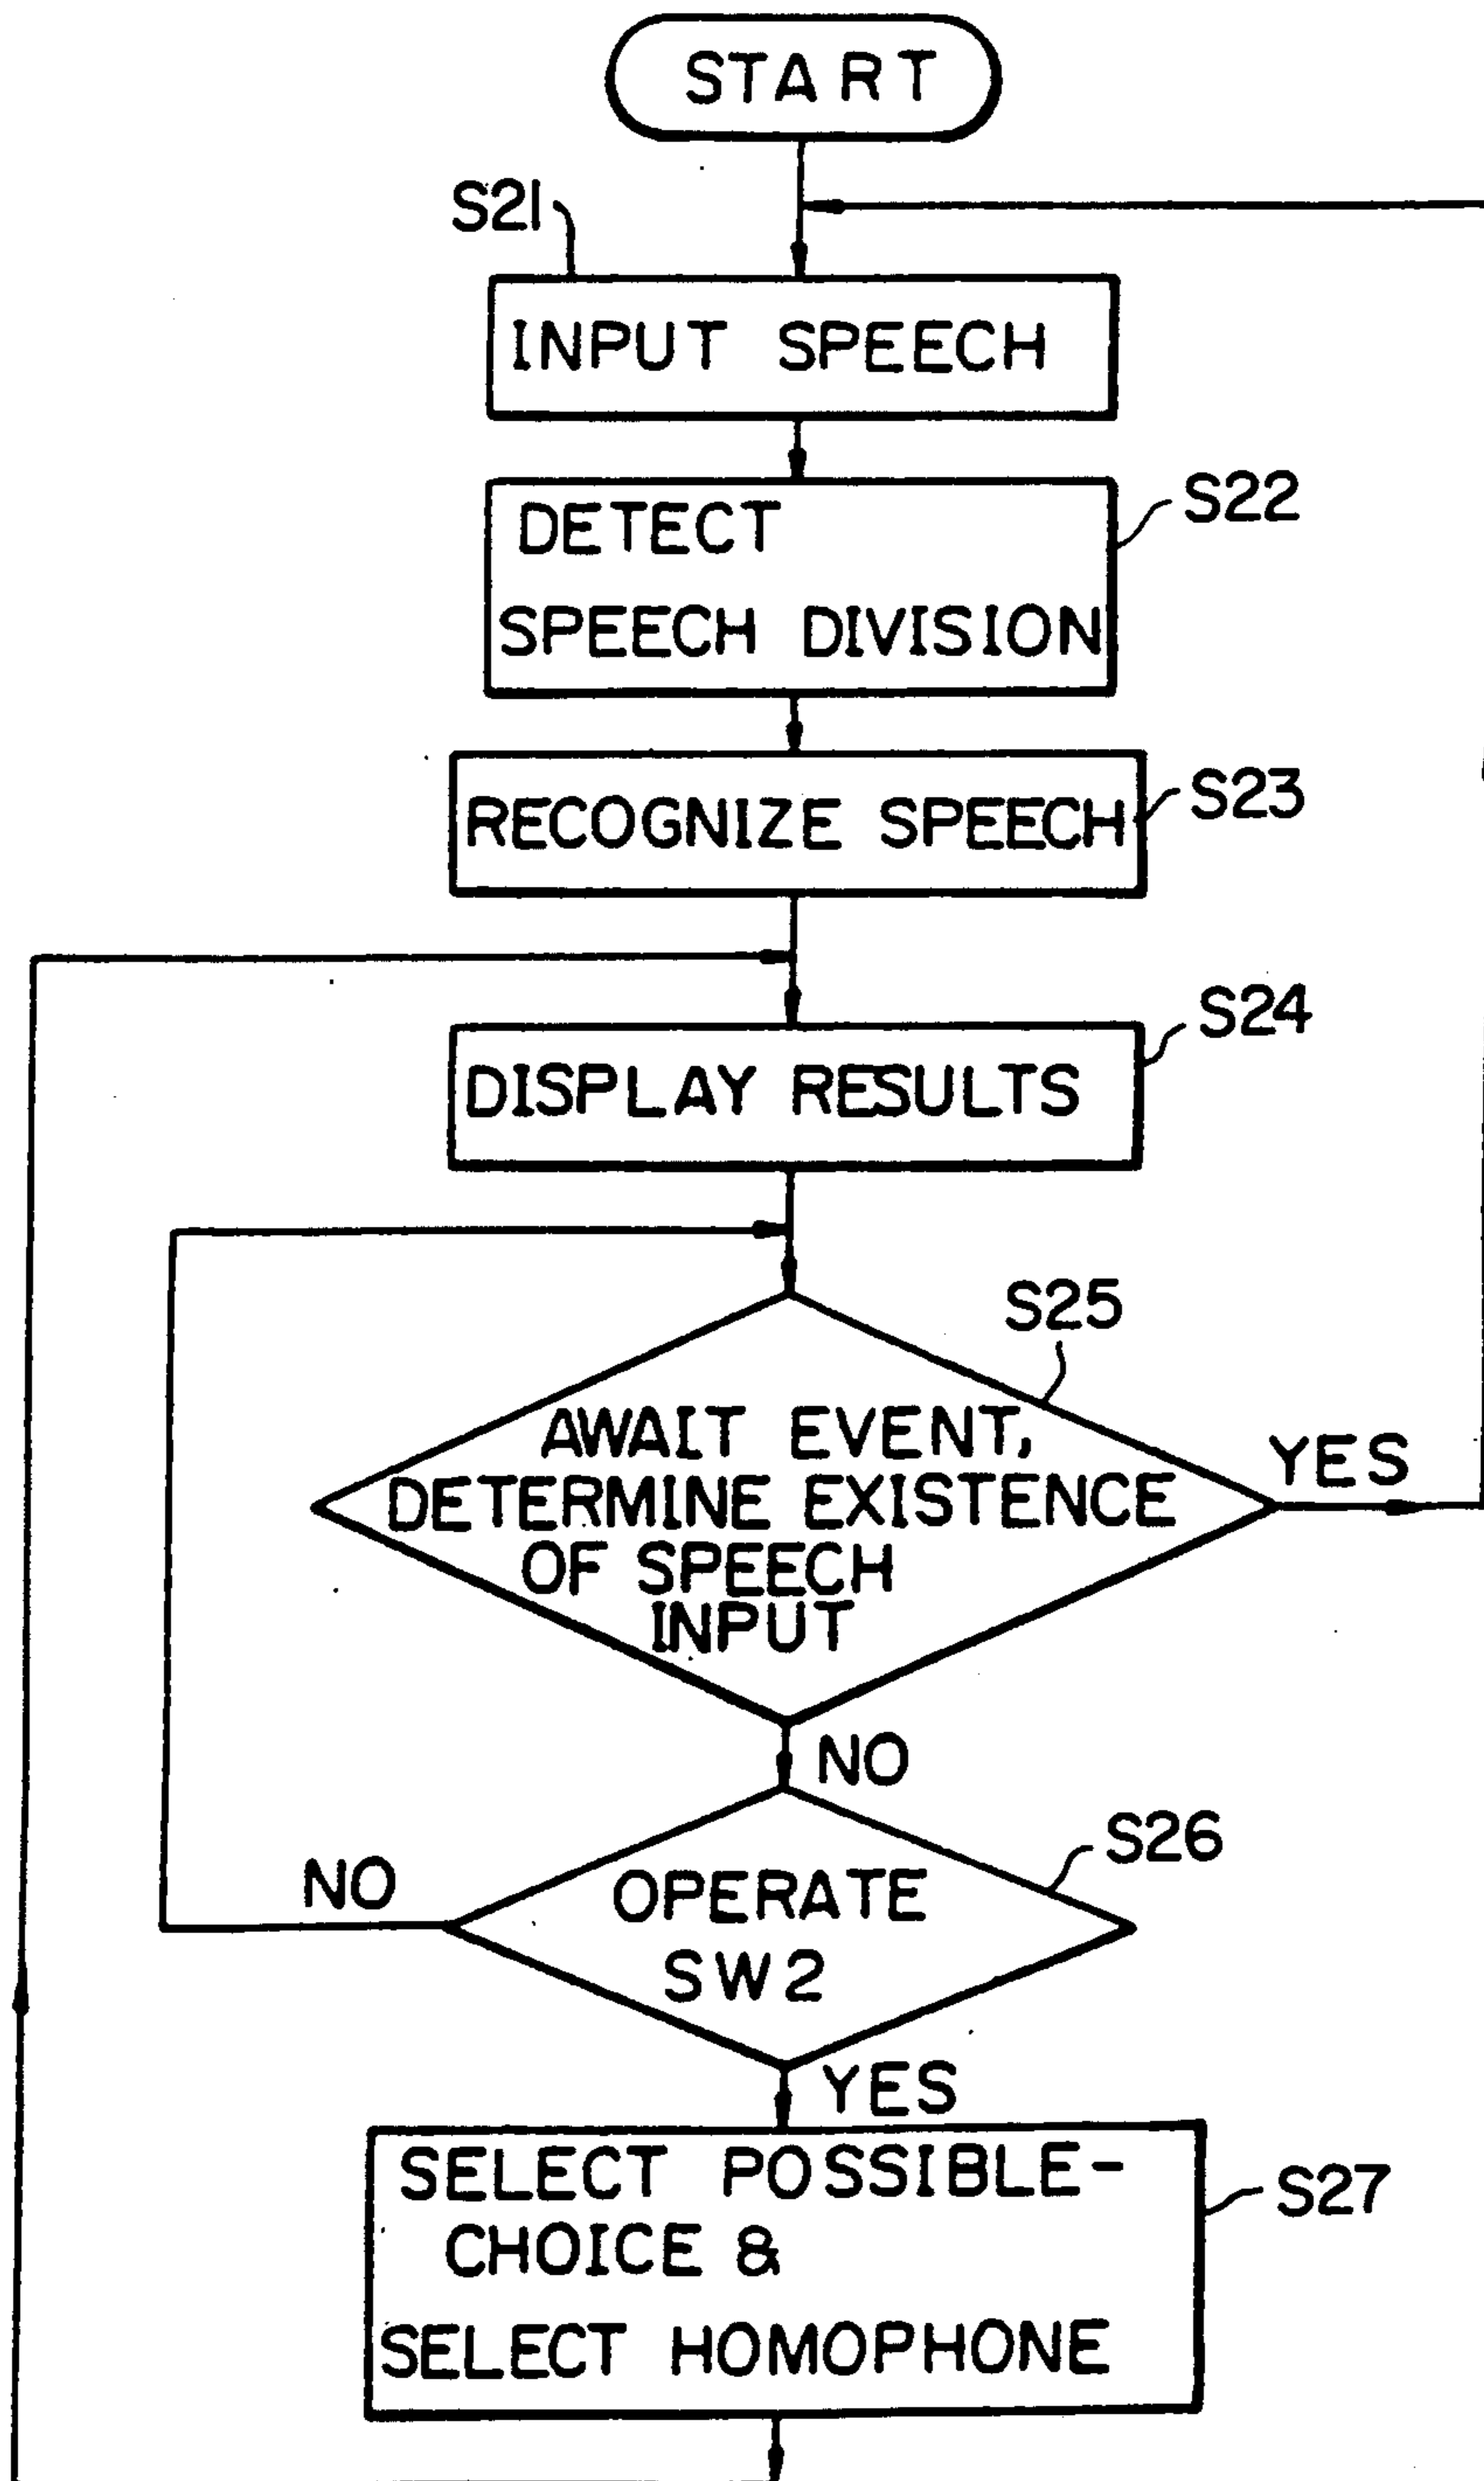 START
S21
INPUT SPEECH
DETECT
SPEECH DIVISION
S22
RECOGNIZE SPEECH
S23
S24
DISPLAY RESULTS
S25
AWAIT EVENT,
DETERMINE EXISTENCE
OF SPEECH
INPUT
YES
NO
S26
NO
OPERATE
SW2
YES
SELECT POSSIBLE-
CHOICE &
SELECT HOMOPHONE
S27